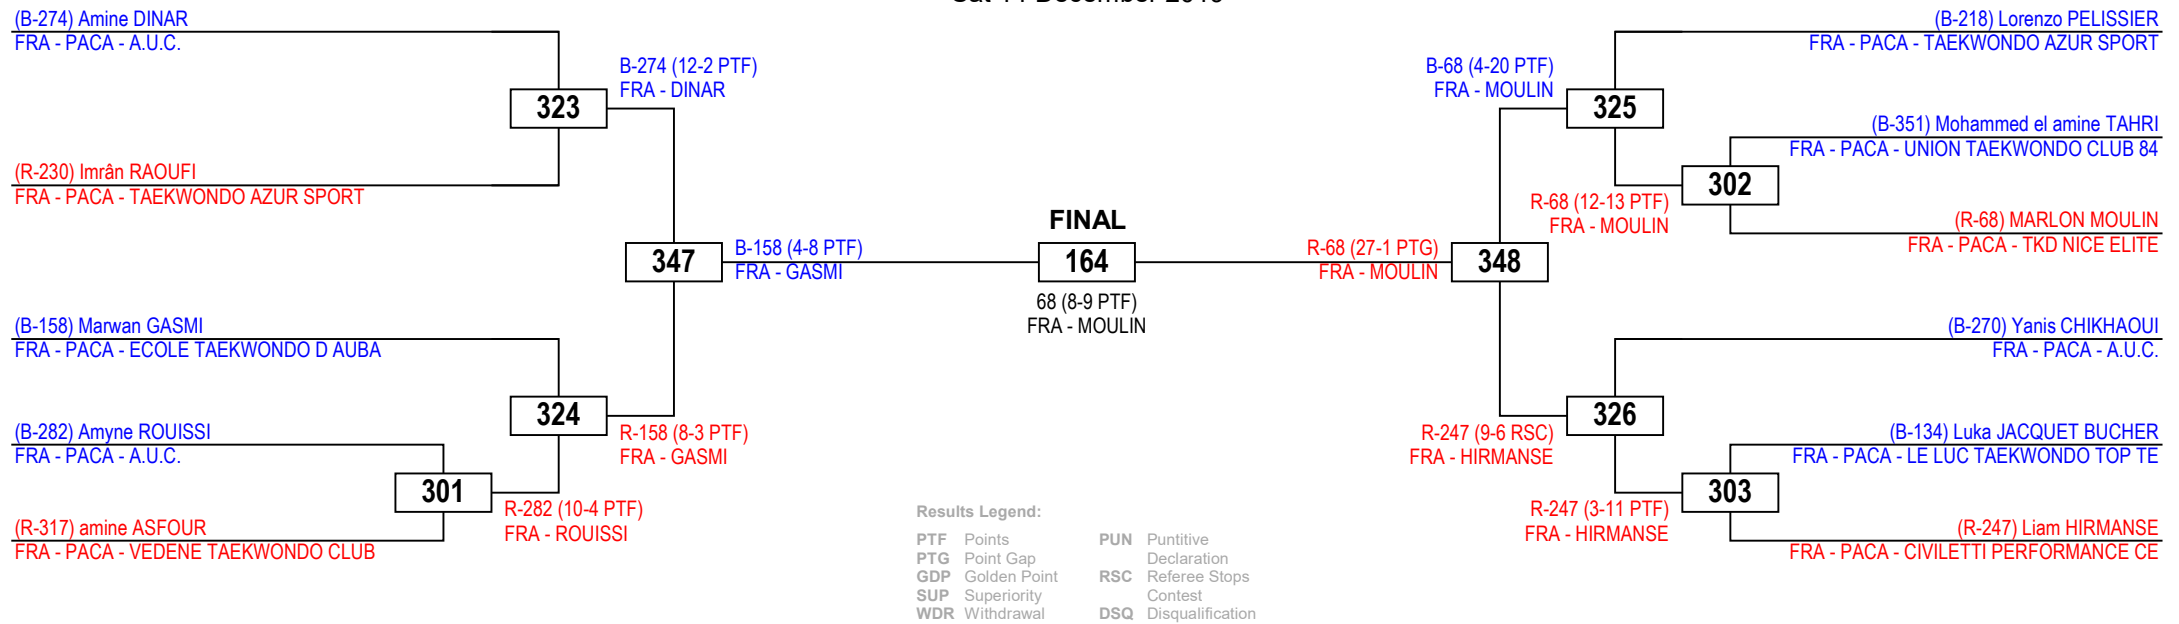 (B-274) Amine DINAR
FRA - PACA - A.U.C.
B-274 (12-2 PTF)
FRA - DINAR
323
(R-230) Imrân RAOUFI
FRA - PACA - TAEKWONDO AZUR SPORT
347
B-158 (4-8 PTF)
FRA - GASMI
(B-158) Marwan GASMI
FRA - PACA - ECOLE TAEKWONDO D AUBA
324
R-158 (8-3 PTF)
FRA - GASMI
(B-282) Amyne ROUISSI
FRA - PACA - A.U.C.
301
R-282 (10-4 PTF)
FRA - ROUISSI
(R-317) amine ASFOUR
FRA - PACA - VEDENE TAEKWONDO CLUB
FINAL
164
68 (8-9 PTF)
FRA - MOULIN
(B-218) Lorenzo PELISSIER
FRA - PACA - TAEKWONDO AZUR SPORT
B-68 (4-20 PTF)
FRA - MOULIN
325
(B-351) Mohammed el amine TAHRI
FRA - PACA - UNION TAEKWONDO CLUB 84
302
R-68 (12-13 PTF)
FRA - MOULIN
(R-68) MARLON MOULIN
FRA - PACA - TKD NICE ELITE
R-68 (27-1 PTG)
FRA - MOULIN
348
(B-270) Yanis CHIKHAOUI
FRA - PACA - A.U.C.
326
R-247 (9-6 RSC)
FRA - HIRMANSE
(B-134) Luka JACQUET BUCHER
FRA - PACA - LE LUC TAEKWONDO TOP TE
303
R-247 (3-11 PTF)
FRA - HIRMANSE
(R-247) Liam HIRMANSE
FRA - PACA - CIVILETTI PERFORMANCE CE
Results Legend:
PTF Points
PTG Point Gap
GDP Golden Point
SUP Superiority
WDR Withdrawal
PUN Puntitive
Declaration
RSC Referee Stops
Contest
DSQ Disqualification